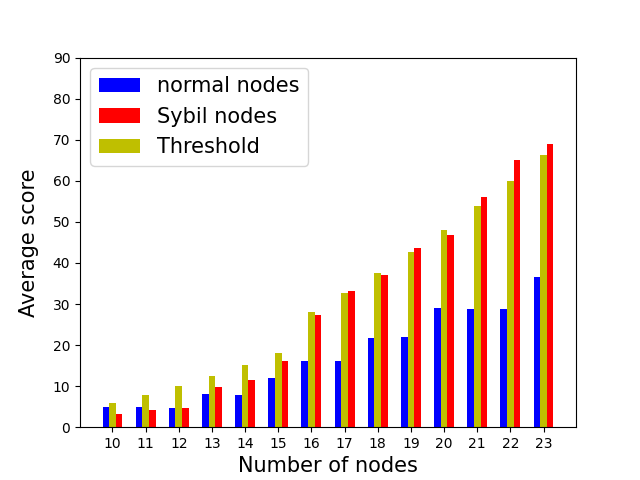 90
80
70
60
50
40
30
20
10
0
Average score
normal nodes
Sybil nodes
Threshold
10 11 12 13 14 15 16 17 18 19 20 21 22 23
Number of nodes